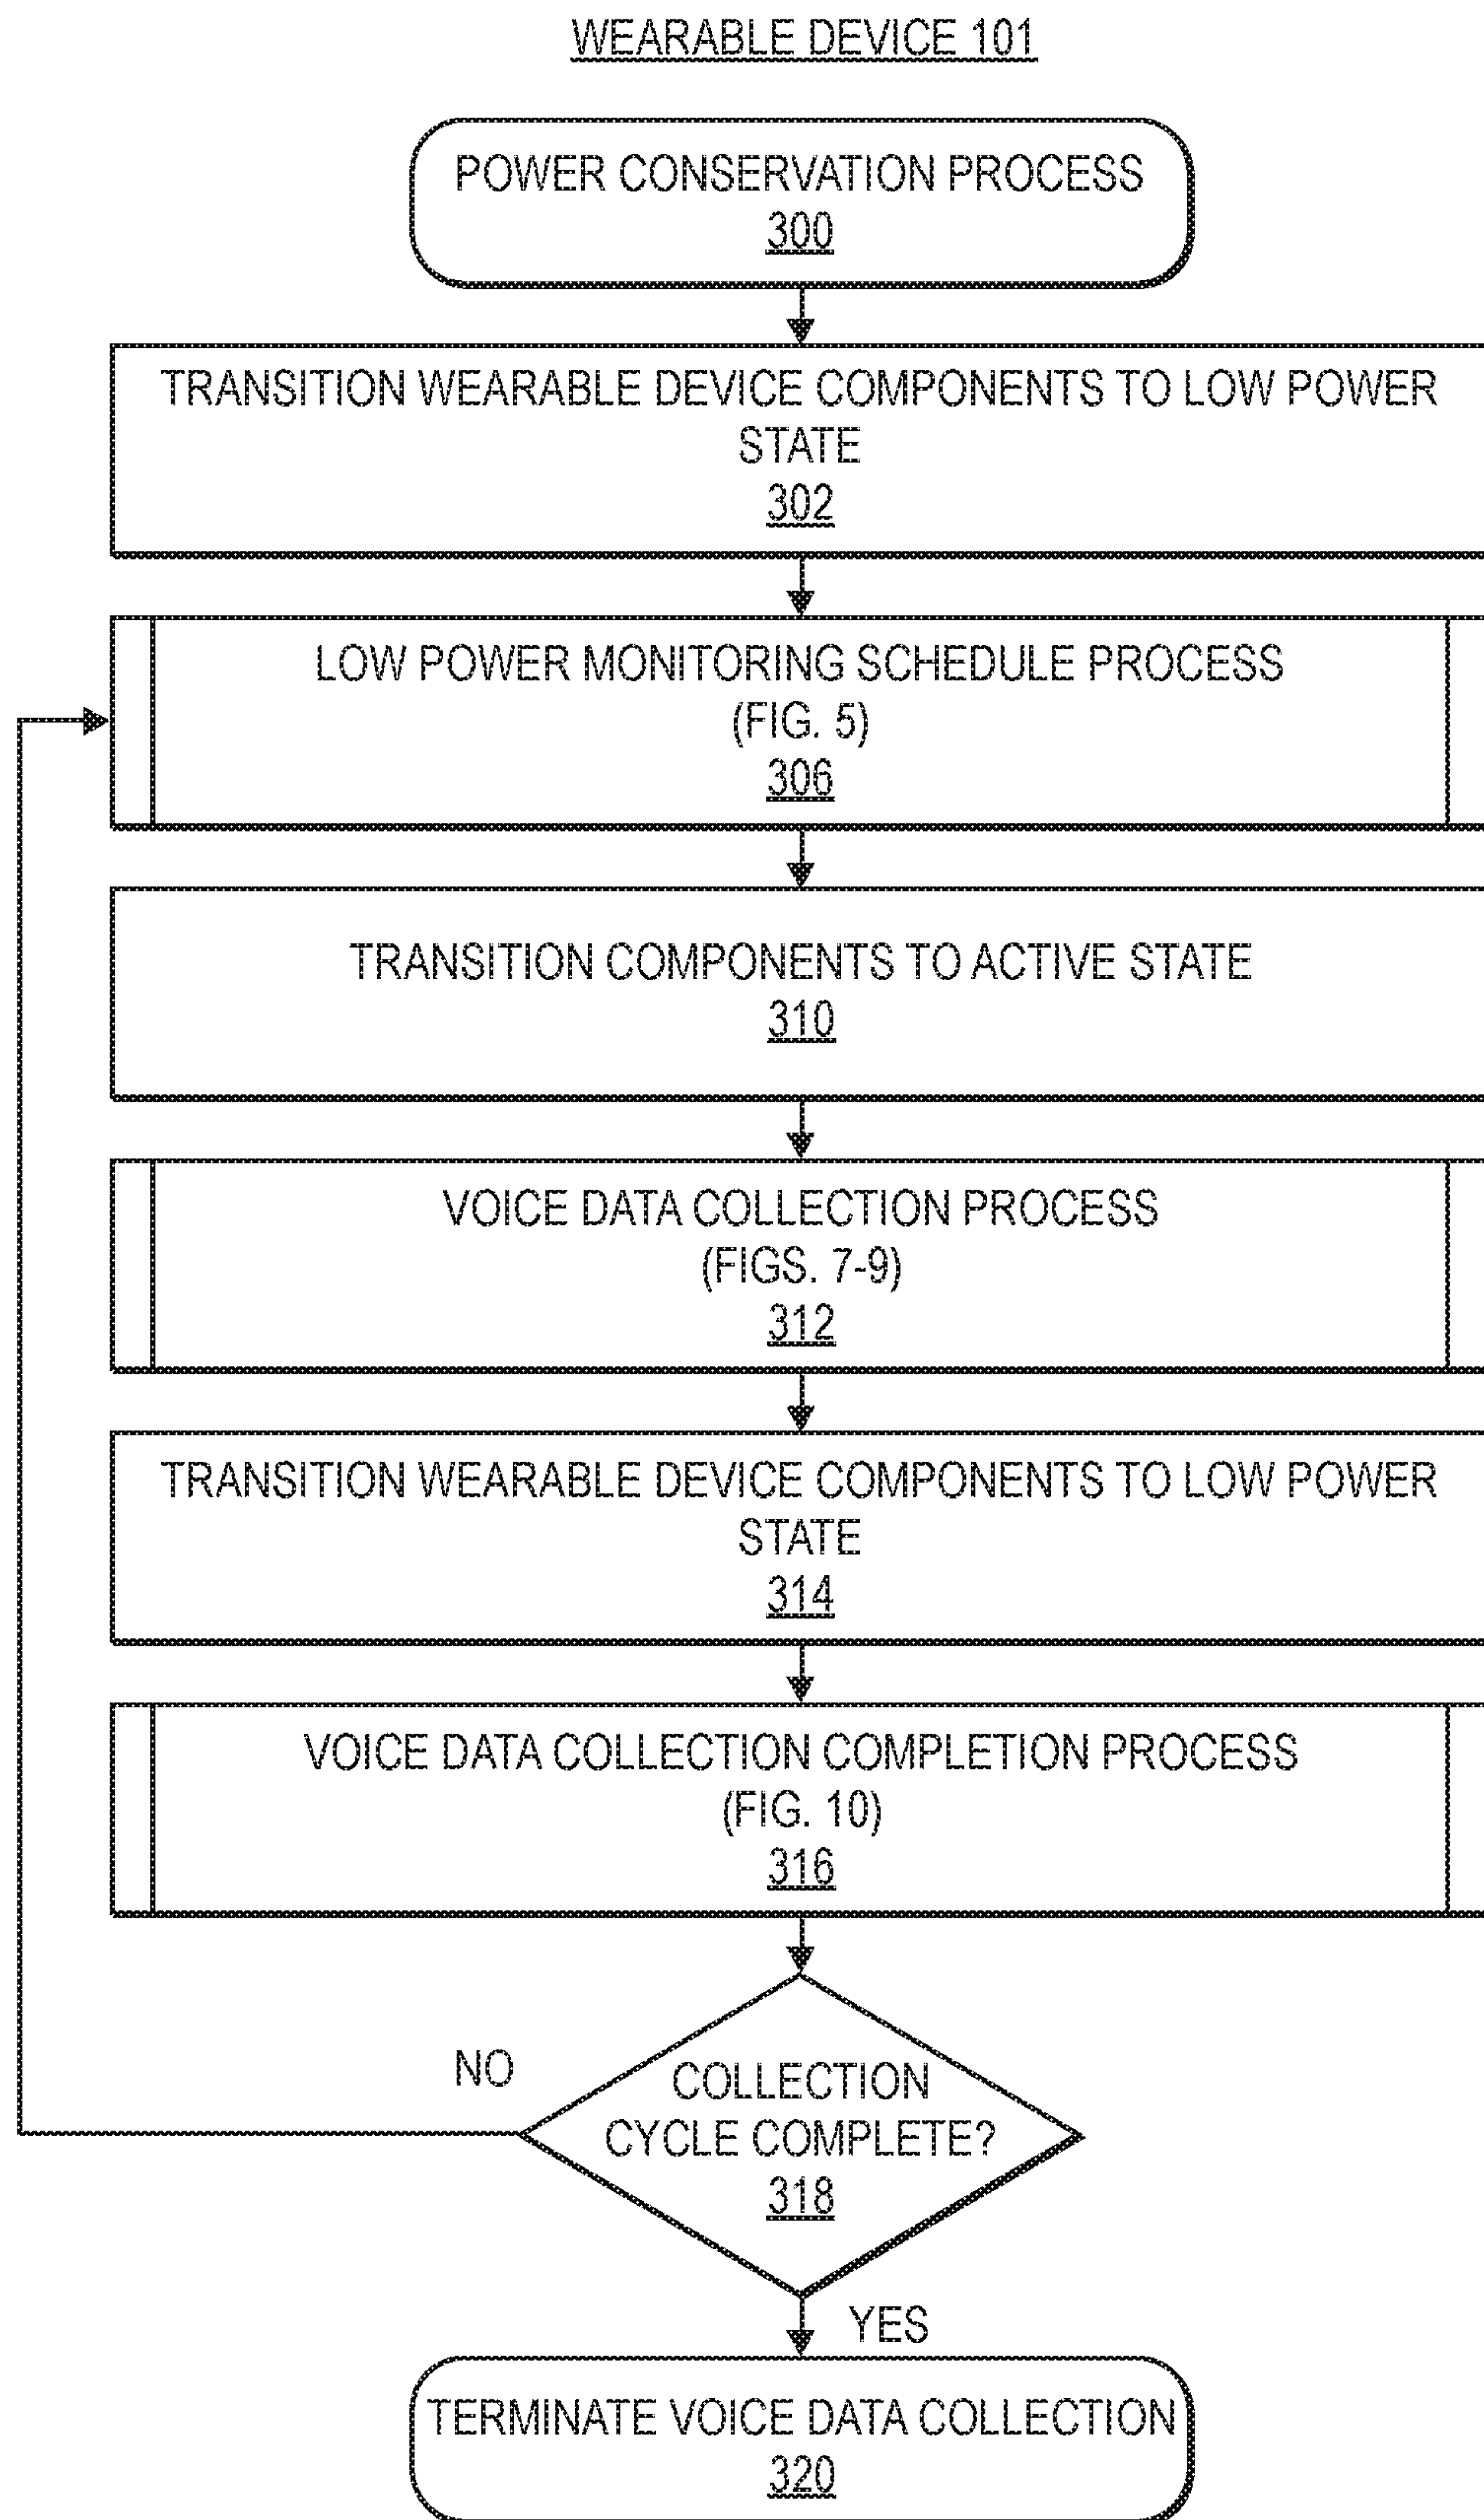 WEARABLE DEVICE 101
POWER CONSERVATION PROCESS
300
TRANSITION WEARABLE DEVICE COMPONENTS TO LOW POWER
STATE
302
LOW POWER MONITORING SCHEDULE PROCESS
(FIG. 5)
306
TRANSITION COMPONENTS TO ACTIVE STATE
310
VOICE DATA COLLECTION PROCESS
(FIGS. 7-9)
312
TRANSITION WEARABLE DEVICE COMPONENTS TO LOW POWER
STATE
314
VOICE DATA COLLECTION COMPLETION PROCESS
(FIG. 10)
316
NO
COLLECTION
CYCLE COMPLETE?
318
YES
TERMINATE VOICE DATA COLLECTION
320